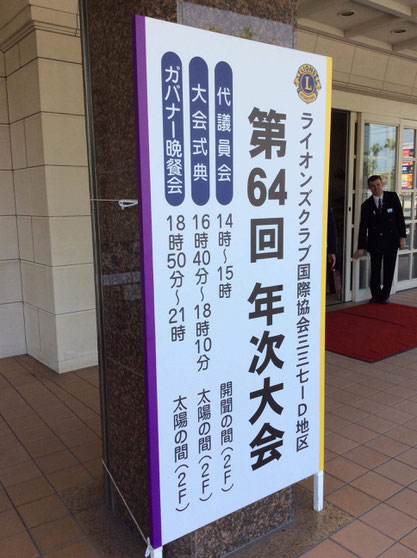 ライオンズクラブ国際協会三三七ーD地区
第64回 年次大会
代議員会 14時〜15時 開聞の間(2F)
大会式典 16時40分〜18時10分 太陽の間(2F)
ガバナー晩餐会 18時50分〜21時 太陽の間(2F)
L